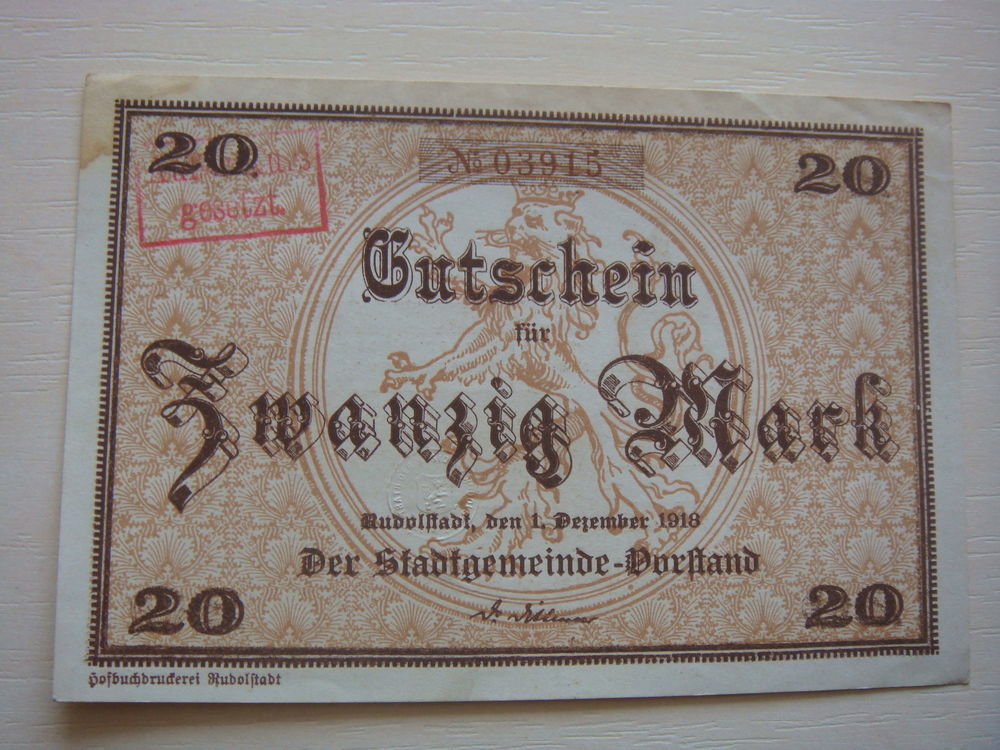 20
№ 03915
20
gesetzt.
Gutschein
für
Zwanzig Mark
Rudolstadt, den 1. Dezember 1918
Der Stadtgemeinde-Vorstand
20
20
Hofbuchdruckerei Rudolstadt